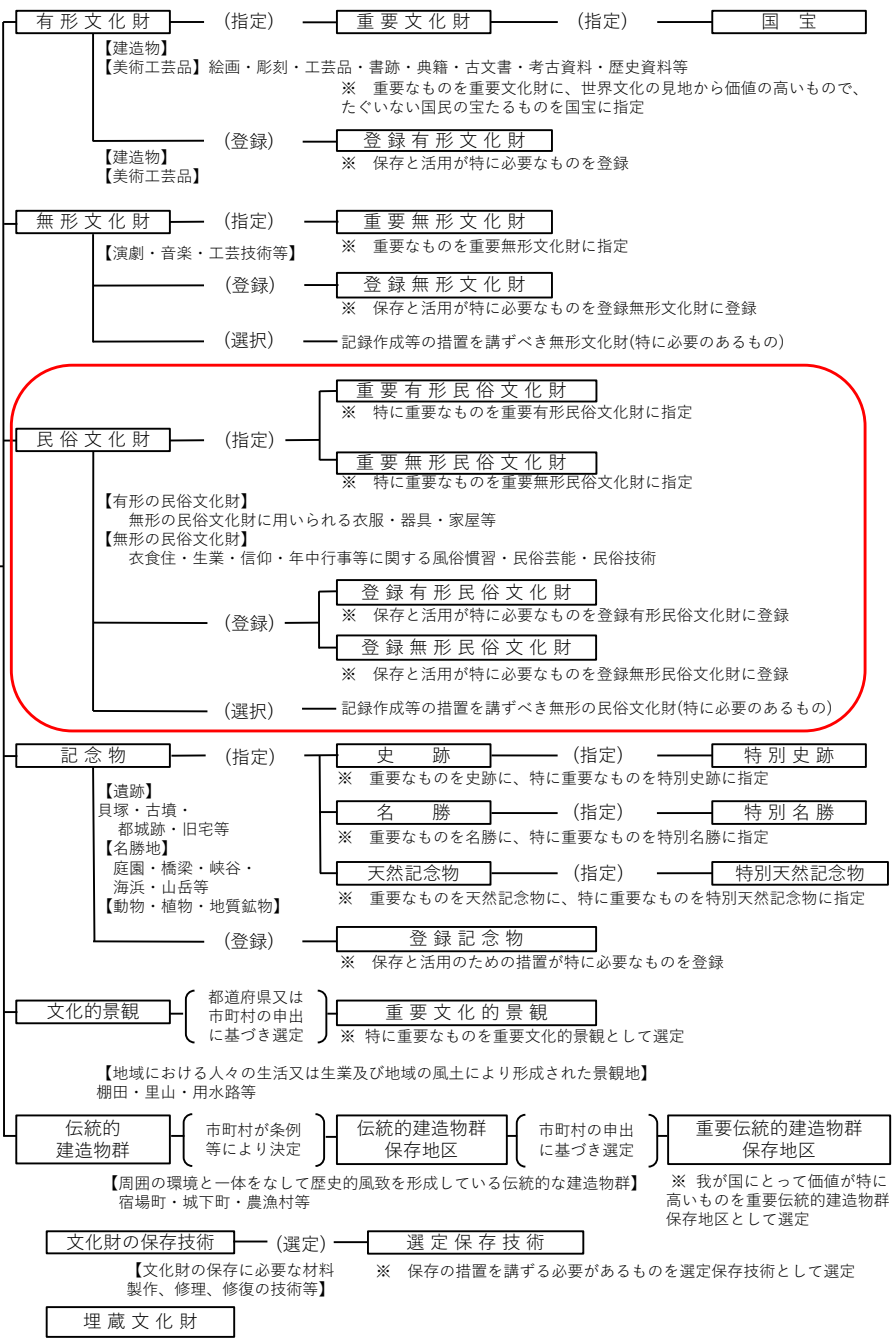 有形文化財 (指定) 重要文化財 (指定) 国宝
【建造物】
【美術工芸品】絵画・彫刻・工芸品・書跡・典籍・古文書・考古資料・歴史資料等
※ 重要なものを重要文化財に、世界文化の見地から価値の高いもので、
たぐいない国民の宝たるものを国宝に指定
(登録) 登録有形文化財
【建造物】
【美術工芸品】
※ 保存と活用が特に必要なものを登録
無形文化財 (指定) 重要無形文化財
【演劇・音楽・工芸技術等】
※ 重要なものを重要無形文化財に指定
(登録) 登録無形文化財
※ 保存と活用が特に必要なものを登録無形文化財に登録
(選択) 記録作成等の措置を講ずべき無形文化財(特に必要のあるもの)
重要有形民俗文化財
※ 特に重要なものを重要有形民俗文化財に指定
民俗文化財 (指定)
重要無形民俗文化財
※ 特に重要なものを重要無形民俗文化財に指定
【有形の民俗文化財】
無形の民俗文化財に用いられる衣服・器具・家屋等
【無形の民俗文化財】
衣食住・生業・信仰・年中行事等に関する風俗慣習・民俗芸能・民俗技術
登録有形民俗文化財
※ 保存と活用が特に必要なものを登録有形民俗文化財に登録
(登録)
登録無形民俗文化財
※ 保存と活用が特に必要なものを登録無形民俗文化財に登録
(選択) 記録作成等の措置を講ずべき無形の民俗文化財(特に必要のあるもの)
記念物 (指定) 史跡 (指定) 特別史跡
※ 重要なものを史跡に、特に重要なものを特別史跡に指定
【遺跡】
貝塚・古墳・
都城跡・旧宅等
【名勝地】
庭園・橋梁・峡谷・
海浜・山岳等
【動物・植物・地質鉱物】
名勝 (指定) 特別名勝
※ 重要なものを名勝に、特に重要なものを特別名勝に指定
天然記念物 (指定) 特別天然記念物
※ 重要なものを天然記念物に、特に重要なものを特別天然記念物に指定
(登録) 登録記念物
※ 保存と活用のための措置が特に必要なものを登録
文化的景観
都道府県又は
市町村の申出
に基づき選定
重要文化的景観
※ 特に重要なものを重要文化的景観として選定
【地域における人々の生活又は生業及び地域の風土により形成された景観地】
棚田・里山・用水路等
伝統的
建造物群
市町村が条例
等により決定
伝統的建造物群
保存地区
市町村の申出
に基づき選定
重要伝統的建造物群
保存地区
【周囲の環境と一体をなして歴史的風致を形成している伝統的な建造物群】
宿場町・城下町・農漁村等
※ 我が国にとって価値が特に
高いものを重要伝統的建造物群
保存地区として選定
文化財の保存技術 (選定) 選定保存技術
【文化財の保存に必要な材料
製作、修理、修復の技術等】
※ 保存の措置を講ずる必要があるものを選定保存技術として選定
埋蔵文化財